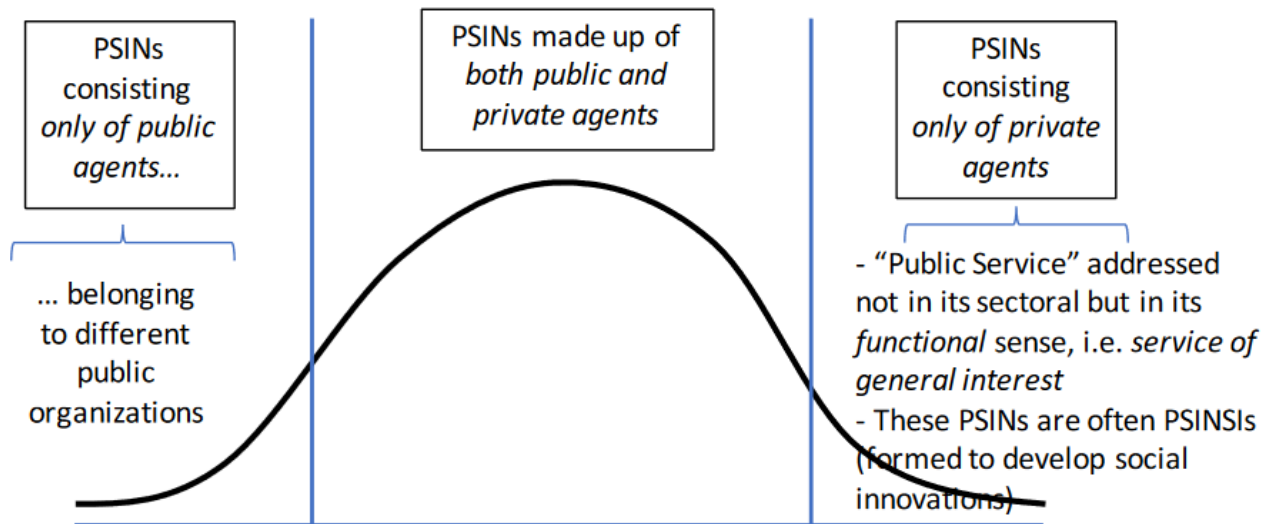 PSINs
consisting
only of public
agents…
… belonging
to different
public
organizations
PSINs made up of
both public and
private agents
PSINs
consisting
only of private
agents
- “Public Service” addressed
not in its sectoral but in its
functional sense, i.e. service of
general interest
- These PSINs are often PSINSIs
(formed to develop social
innovations)